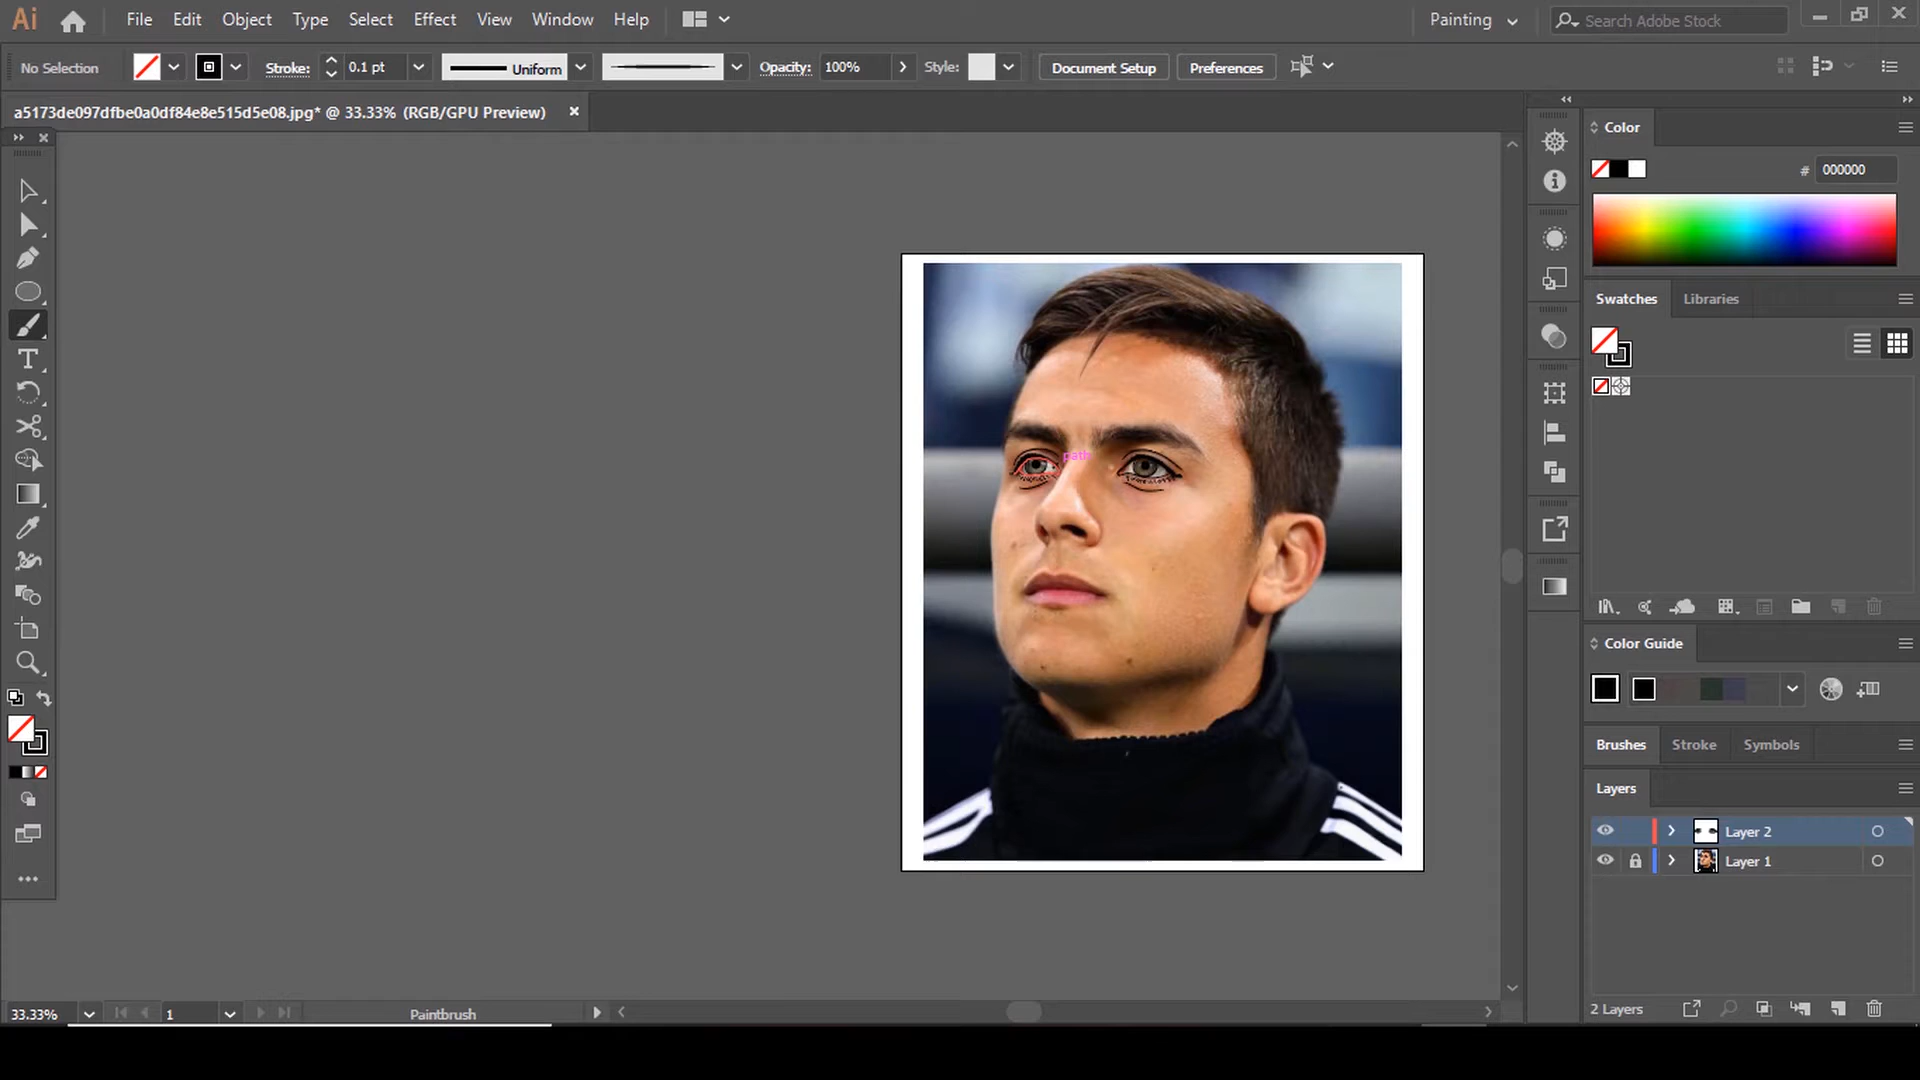 Ai File Edit Object Type Select Effect View Window Help Painting Search Adobe Stock
No Selection Stroke: 0.1 pt Uniform Opacity: 100% Style: Document Setup Preferences
a5173de097dfbe0a0df84e8e515d5e08.jpg* @ 33.33% (RGB/GPU Preview)
Color
# 000000
Swatches Libraries
path
Color Guide
Brushes Stroke Symbols
Layers
Layer 2
Layer 1
2 Layers
33.33% 1 Paintbrush